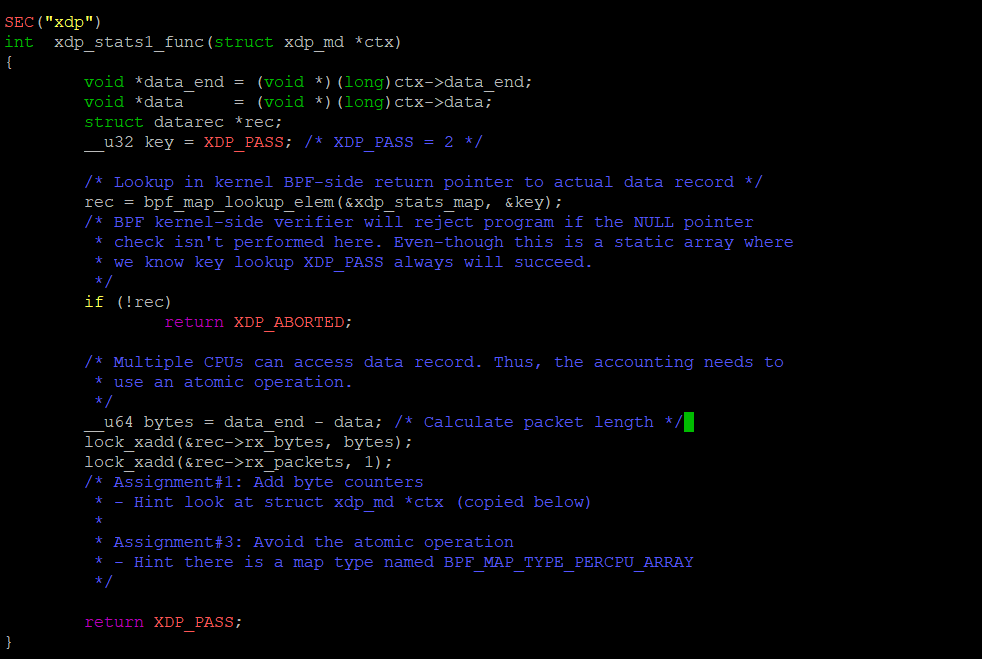 SEC("xdp")
int  xdp_stats1_func(struct xdp_md *ctx)
{
        void *data_end = (void *)(long)ctx->data_end;
        void *data     = (void *)(long)ctx->data;
        struct datarec *rec;
        __u32 key = XDP_PASS; /* XDP_PASS = 2 */

        /* Lookup in kernel BPF-side return pointer to actual data record */
        rec = bpf_map_lookup_elem(&xdp_stats_map, &key);
        /* BPF kernel-side verifier will reject program if the NULL pointer
         * check isn't performed here. Even-though this is a static array where
         * we know key lookup XDP_PASS always will succeed.
         */
        if (!rec)
                return XDP_ABORTED;

        /* Multiple CPUs can access data record. Thus, the accounting needs to
         * use an atomic operation.
         */
        __u64 bytes = data_end - data; /* Calculate packet length */
        lock_xadd(&rec->rx_bytes, bytes);
        lock_xadd(&rec->rx_packets, 1);
        /* Assignment#1: Add byte counters
         * - Hint look at struct xdp_md *ctx (copied below)
         *
         * Assignment#3: Avoid the atomic operation
         * - Hint there is a map type named BPF_MAP_TYPE_PERCPU_ARRAY
         */

        return XDP_PASS;
}